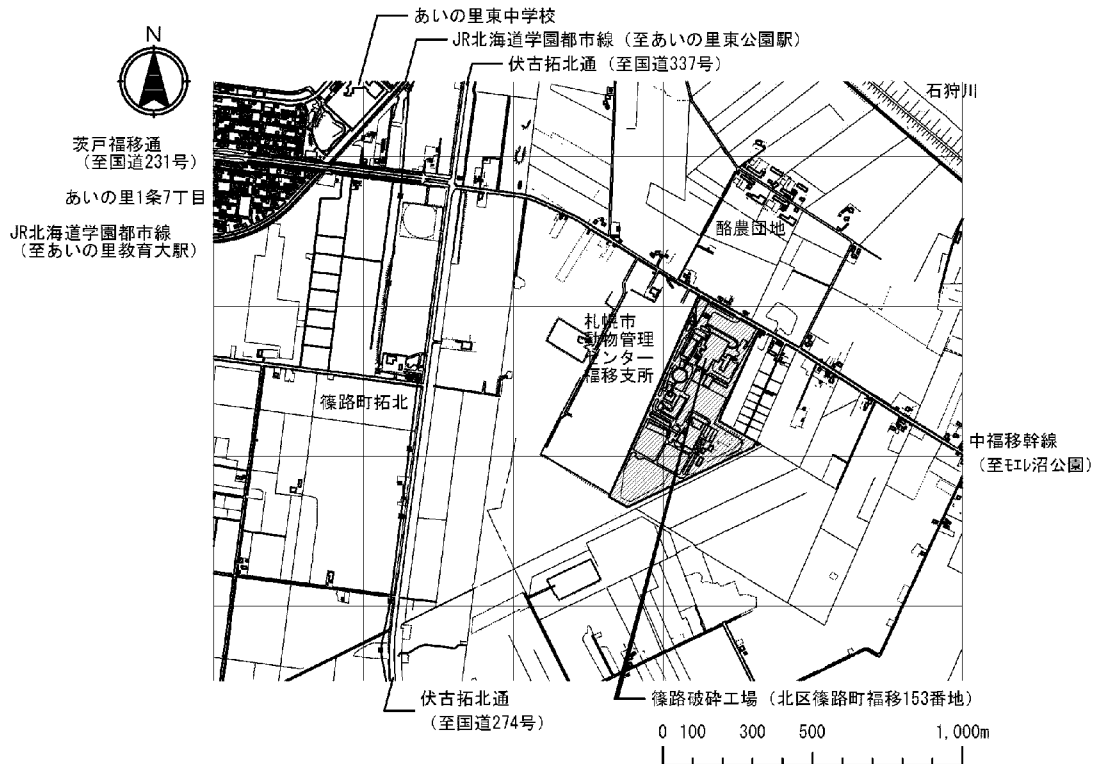 あいの里東中学校
N
JR北海道学園都市線（至あいの里東公園駅）
伏古拓北通（至国道337号）
石狩川
茨戸福移通
（至国道231号）
あいの里1条7丁目
酪農団地
JR北海道学園都市線
（至あいの里教育大駅）
札幌市
動物管理
センター
福移支所
篠路町拓北
中福移幹線
（至モエレ沼公園）
伏古拓北通
（至国道274号）
篠路破砕工場（北区篠路町福移153番地）
0 100 300 500 1,000m